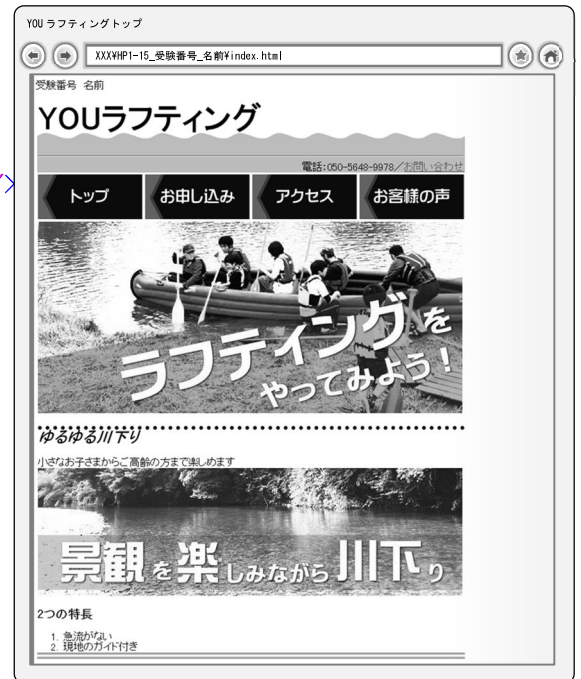 YOUラフティングトップ
XXX¥HP1-15_受験番号_名前¥index.html
受験番号 名前
YOUラフティング
電話:050-5648-9978/お問い合わせ
トップ お申し込み アクセス お客様の声
ラフティングを
やってみよう!
ゆるゆる川下り
小さなお子さまからご高齢の方まで楽しめます
景観を楽しみながら川下り
2つの特長
1. 急流がない
2. 現地のガイド付き